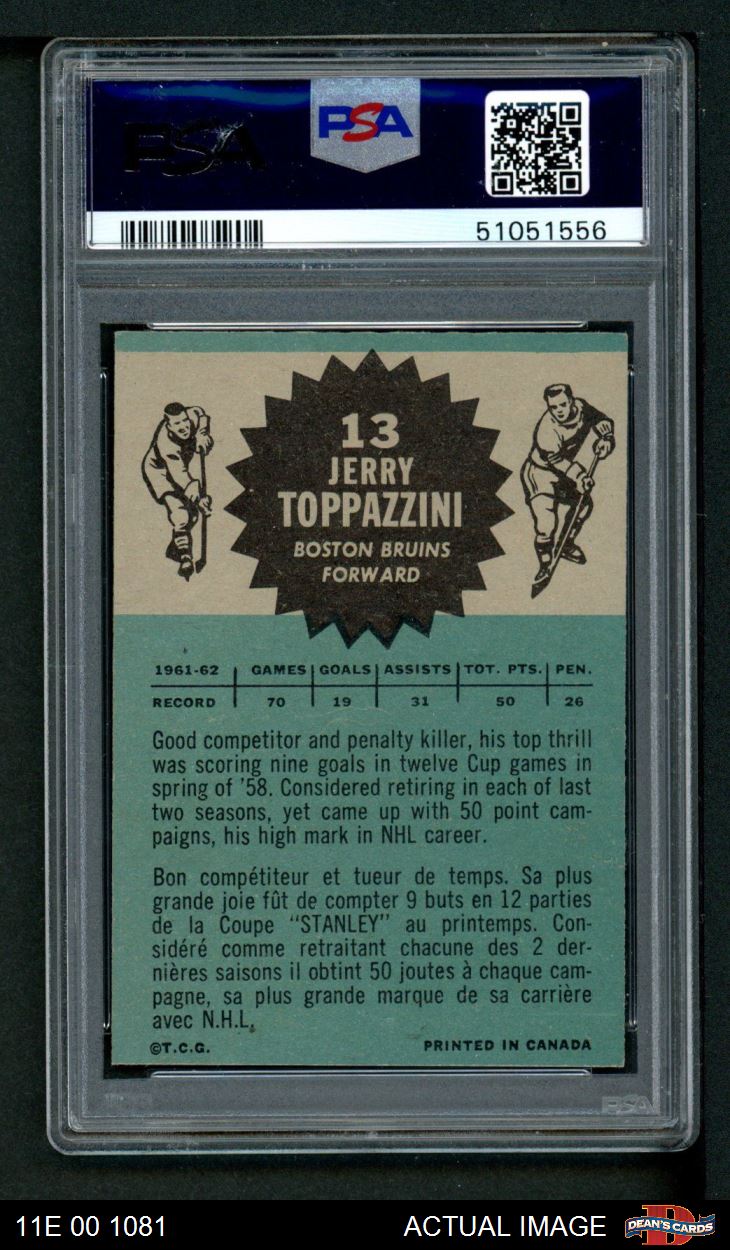 PSA
PSA
51051556
13
JERRY
TOPPAZZINI
BOSTON BRUINS
FORWARD
1961-62 GAMES GOALS ASSISTS TOT. PTS. PEN.
RECORD 70 19 31 50 26
Good competitor and penalty killer, his top thrill
was scoring nine goals in twelve Cup games in
spring of '58. Considered retiring in each of last
two seasons, yet came up with 50 point cam-
paigns, his high mark in NHL career.
Bon compétiteur et tueur de temps. Sa plus
grande joie fût de compter 9 buts en 12 parties
de la Coupe "STANLEY" au printemps. Con-
sidéré comme retraitant chacune des 2 der-
nières saisons il obtint 50 joutes à chaque cam-
pagne, sa plus grande marque de sa carrière
avec N.H.L.
©T.C.G. PRINTED IN CANADA
PSA
11E 00 1081 ACTUAL IMAGE DEAN'S CARDS